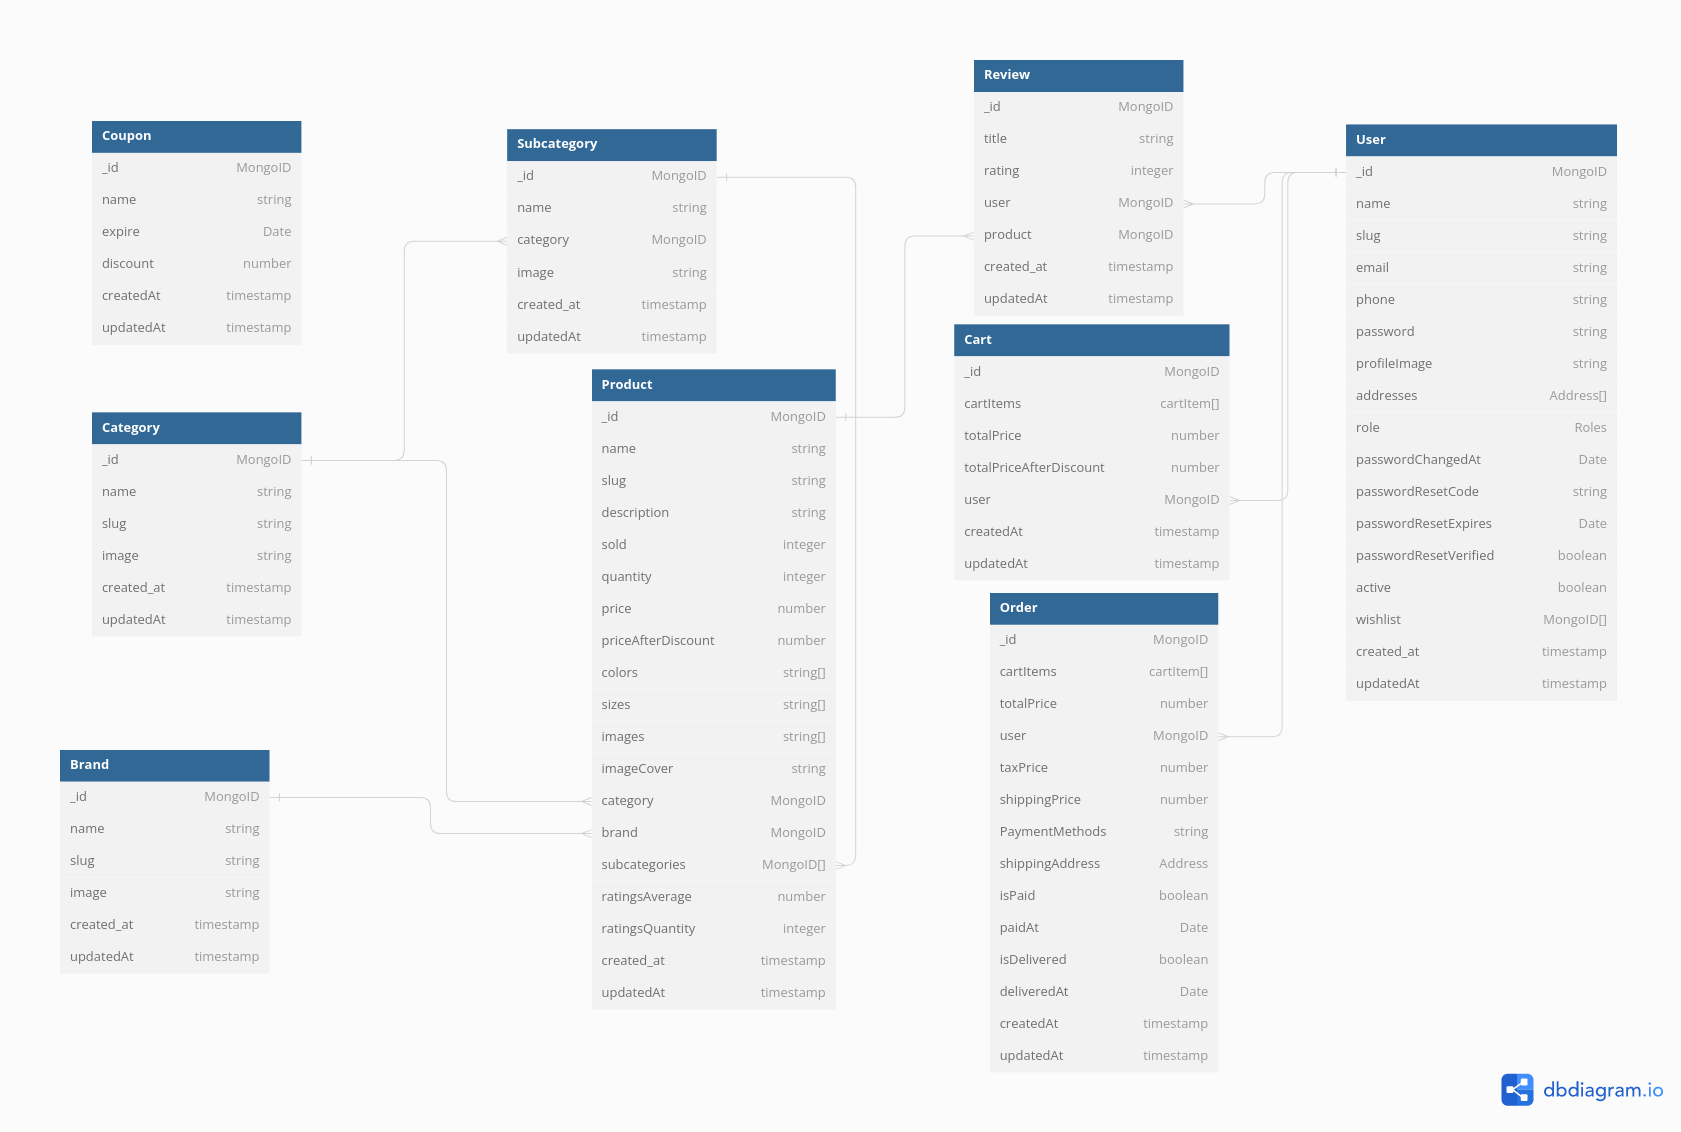 Coupon
_id MongoID
name string
expire Date
discount number
createdAt timestamp
updatedAt timestamp
Category
_id MongoID
name string
slug string
image string
created_at timestamp
updatedAt timestamp
Brand
_id MongoID
name string
slug string
image string
created_at timestamp
updatedAt timestamp
Subcategory
_id MongoID
name string
category MongoID
image string
created_at timestamp
updatedAt timestamp
Product
_id MongoID
name string
slug string
description string
sold integer
quantity integer
price number
priceAfterDiscount number
colors string[]
sizes string[]
images string[]
imageCover string
category MongoID
brand MongoID
subcategories MongoID[]
ratingsAverage number
ratingsQuantity integer
created_at timestamp
updatedAt timestamp
Review
_id MongoID
title string
rating integer
user MongoID
product MongoID
created_at timestamp
updatedAt timestamp
Cart
_id MongoID
cartItems cartItem[]
totalPrice number
totalPriceAfterDiscount number
user MongoID
createdAt timestamp
updatedAt timestamp
Order
_id MongoID
cartItems cartItem[]
totalPrice number
user MongoID
taxPrice number
shippingPrice number
PaymentMethods string
shippingAddress Address
isPaid boolean
paidAt Date
isDelivered boolean
deliveredAt Date
createdAt timestamp
updatedAt timestamp
User
_id MongoID
name string
slug string
email string
phone string
password string
profileImage string
addresses Address[]
role Roles
passwordChangedAt Date
passwordResetCode string
passwordResetExpires Date
passwordResetVerified boolean
active boolean
wishlist MongoID[]
created_at timestamp
updatedAt timestamp
dbdiagram.io